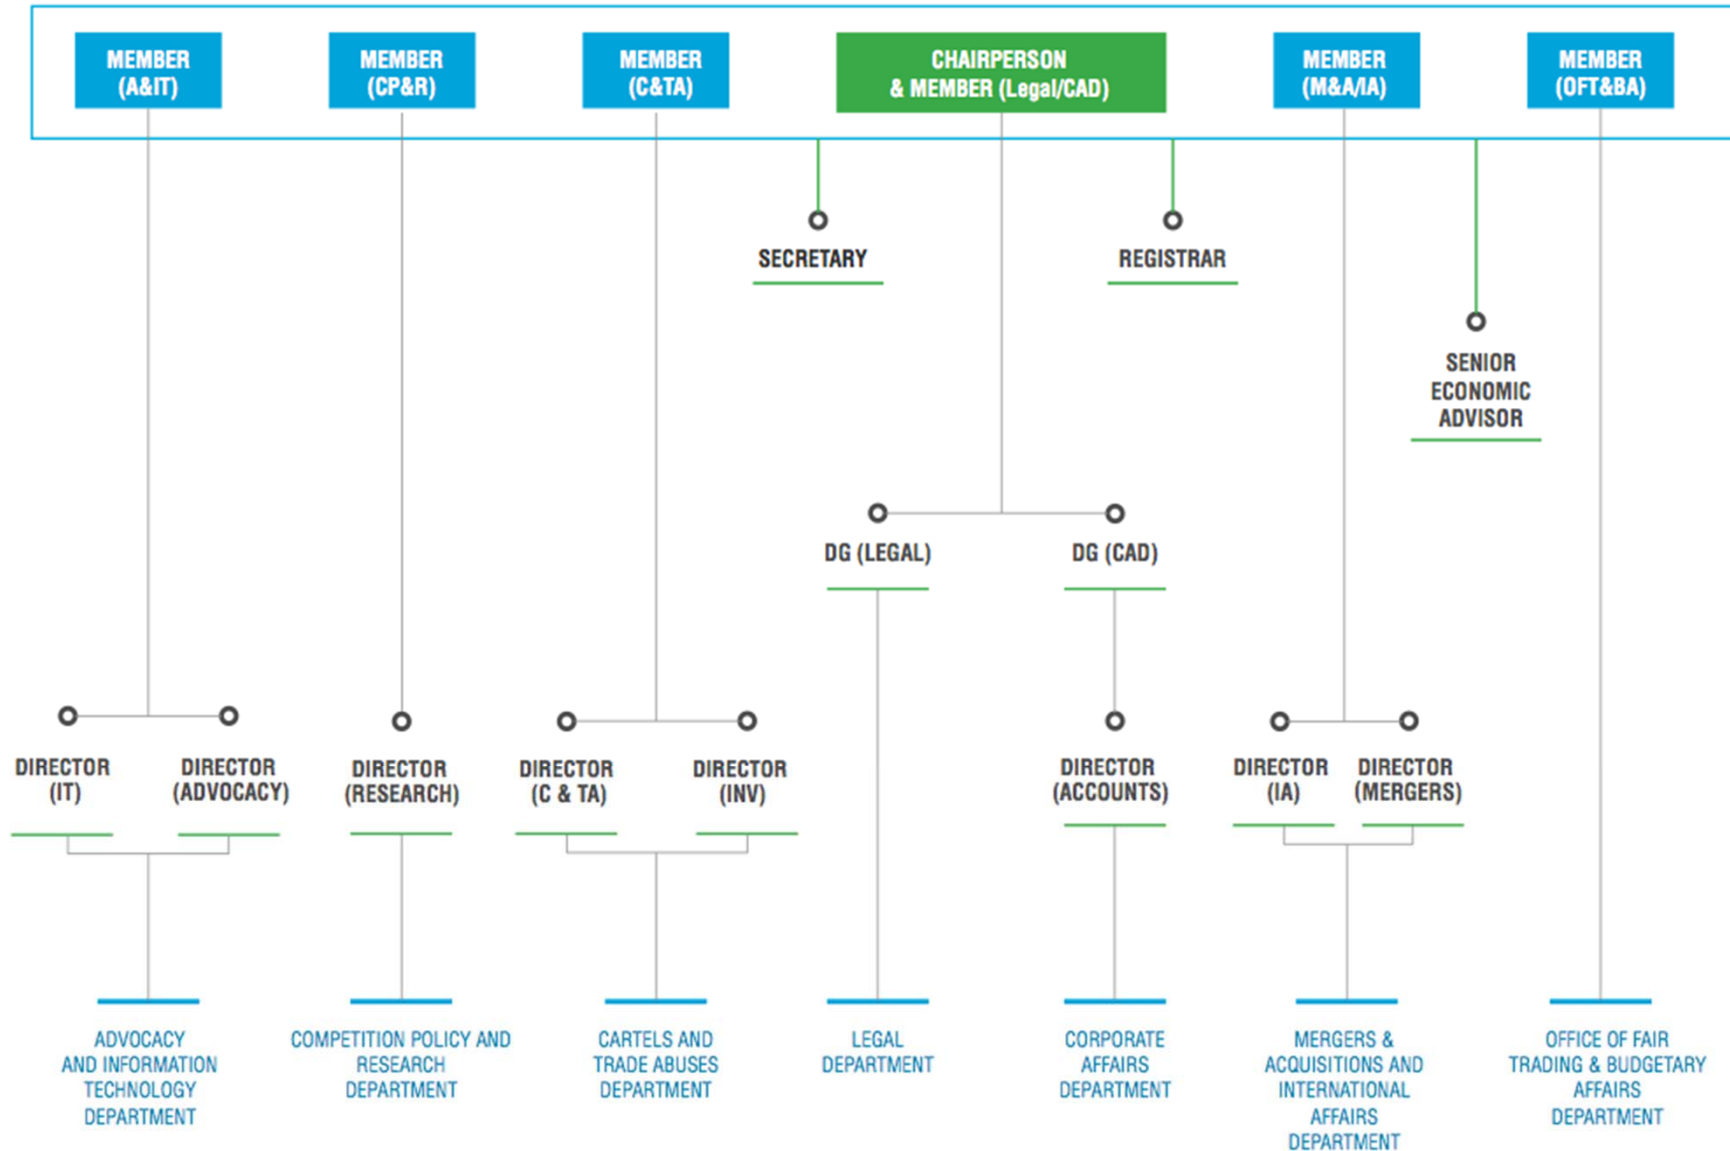 MEMBER
(A&IT)
MEMBER
(CP&R)
MEMBER
(C&TA)
CHAIRPERSON
& MEMBER (Legal/CAD)
MEMBER
(M&A/IA)
MEMBER
(OFT&BA)
SECRETARY
REGISTRAR
SENIOR
ECONOMIC
ADVISOR
DG (LEGAL)
DG (CAD)
DIRECTOR
(IT)
DIRECTOR
(ADVOCACY)
DIRECTOR
(RESEARCH)
DIRECTOR
(C & TA)
DIRECTOR
(INV)
DIRECTOR
(ACCOUNTS)
DIRECTOR
(IA)
DIRECTOR
(MERGERS)
ADVOCACY
AND INFORMATION
TECHNOLOGY
DEPARTMENT
COMPETITION POLICY AND
RESEARCH
DEPARTMENT
CARTELS AND
TRADE ABUSES
DEPARTMENT
LEGAL
DEPARTMENT
CORPORATE
AFFAIRS
DEPARTMENT
MERGERS &
ACQUISITIONS AND
INTERNATIONAL
AFFAIRS
DEPARTMENT
OFFICE OF FAIR
TRADING & BUDGETARY
AFFAIRS
DEPARTMENT